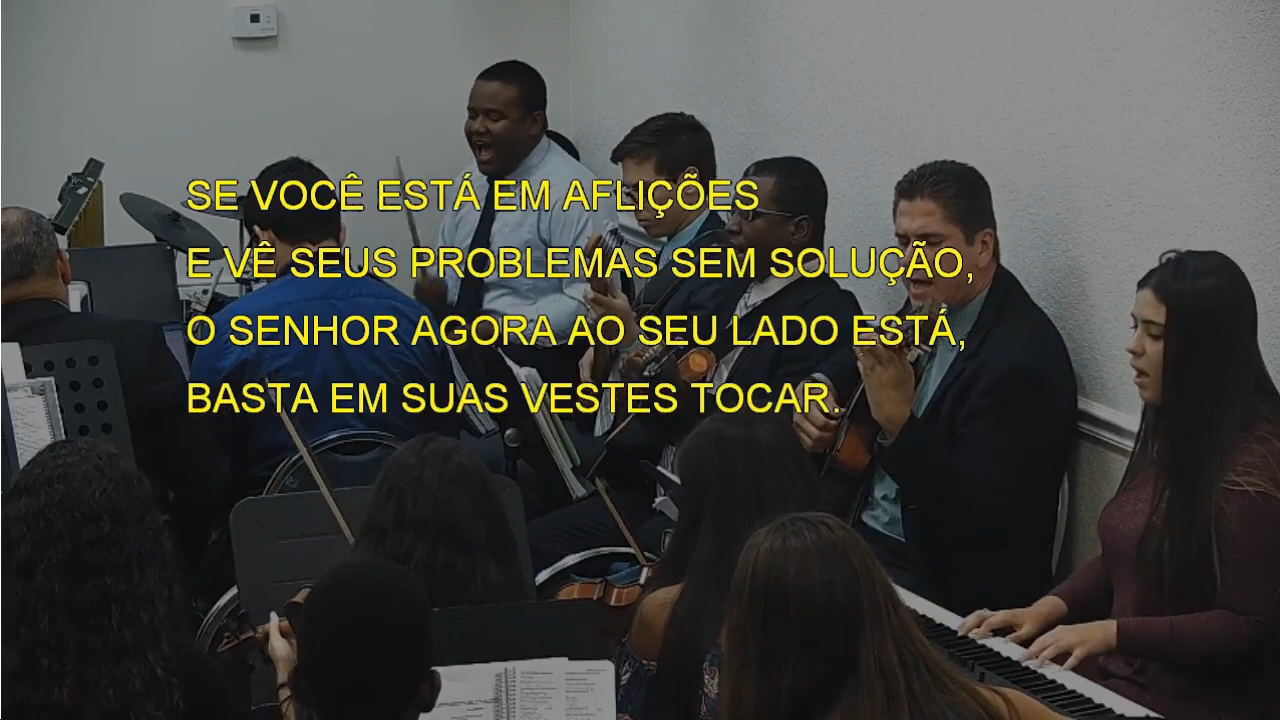 SE VOCÊ ESTÁ EM AFLIÇÕES
E VÊ SEUS PROBLEMAS SEM SOLUÇÃO,
O SENHOR AGORA AO SEU LADO ESTÁ,
BASTA EM SUAS VESTES TOCAR.